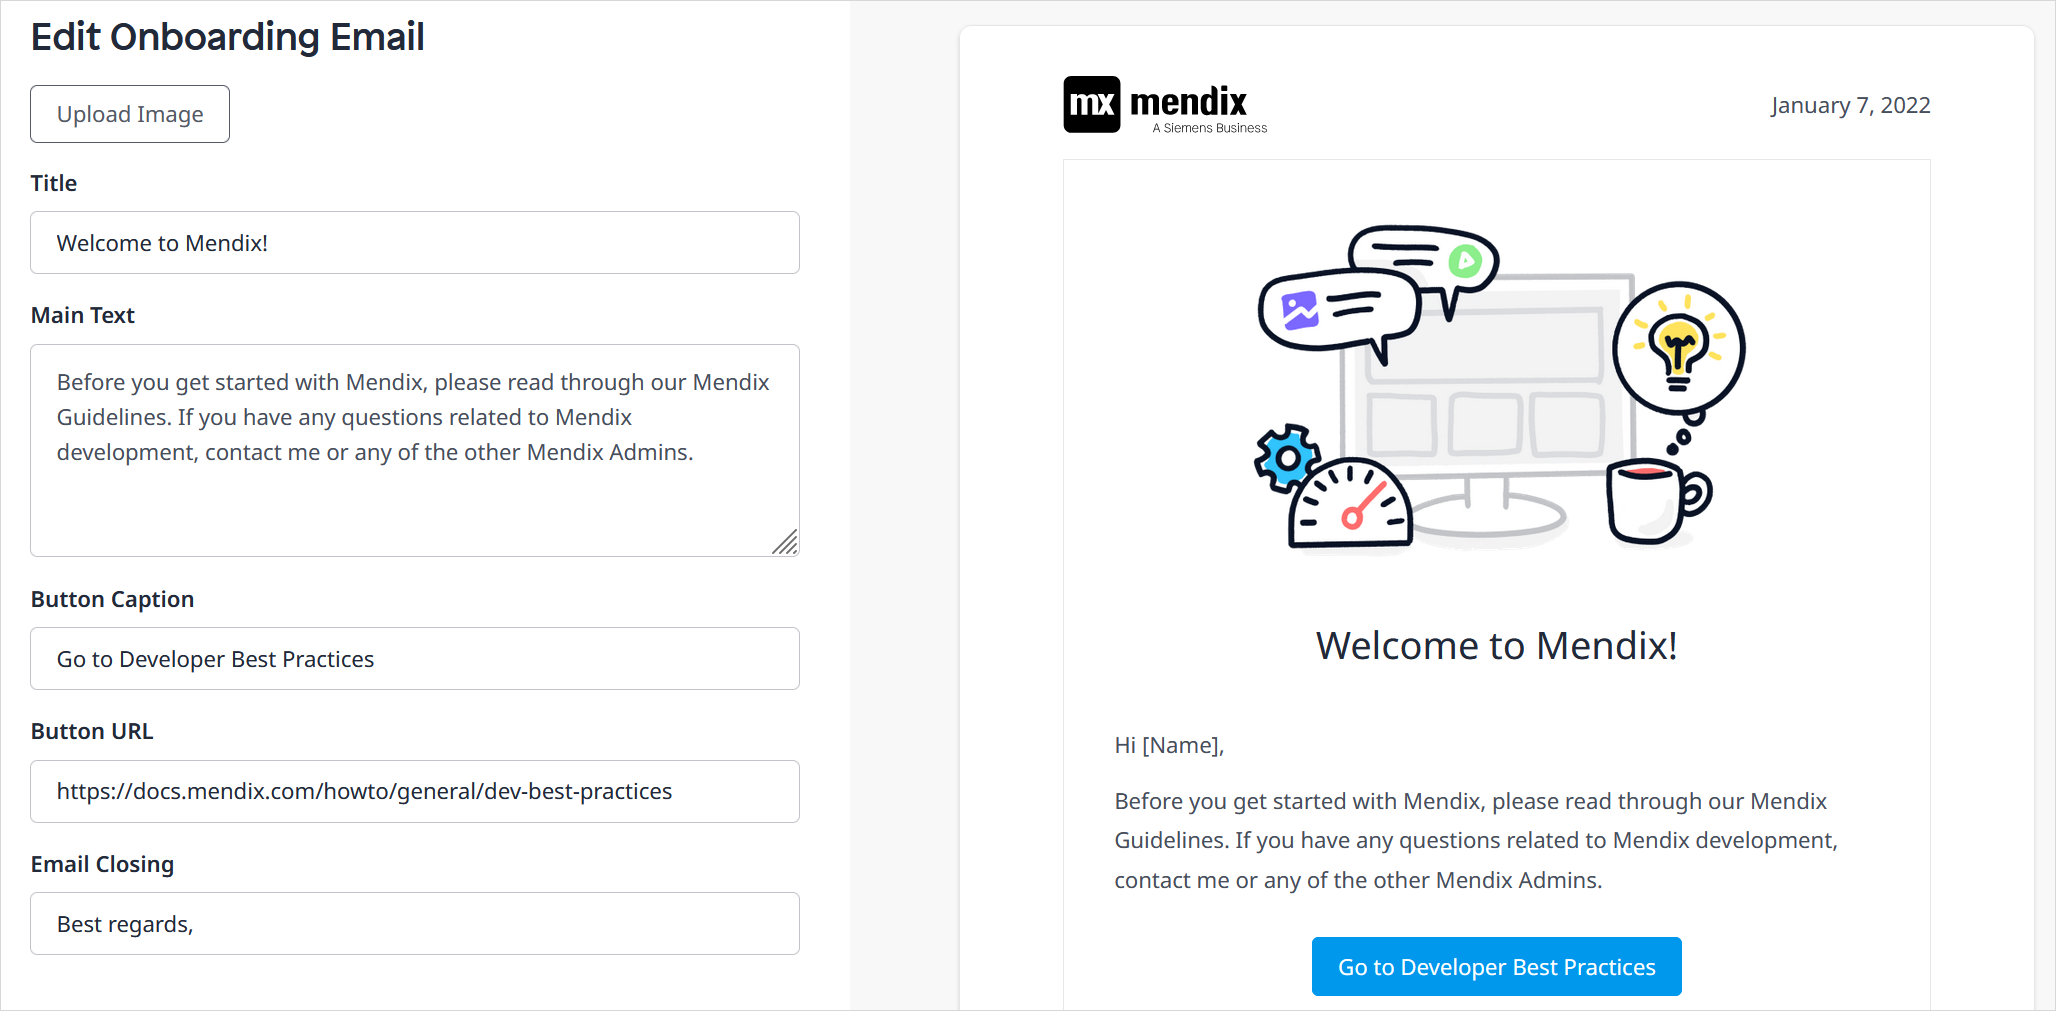 Edit Onboarding Email
Upload Image
Title
Welcome to Mendix!
Main Text
Before you get started with Mendix, please read through our Mendix
Guidelines. If you have any questions related to Mendix
development, contact me or any of the other Mendix Admins.
Button Caption
Go to Developer Best Practices
Button URL
https://docs.mendix.com/howto/general/dev-best-practices
Email Closing
Best regards,
mx mendix
A Siemens Business
January 7, 2022
Welcome to Mendix!
Hi [Name],
Before you get started with Mendix, please read through our Mendix
Guidelines. If you have any questions related to Mendix development,
contact me or any of the other Mendix Admins.
Go to Developer Best Practices